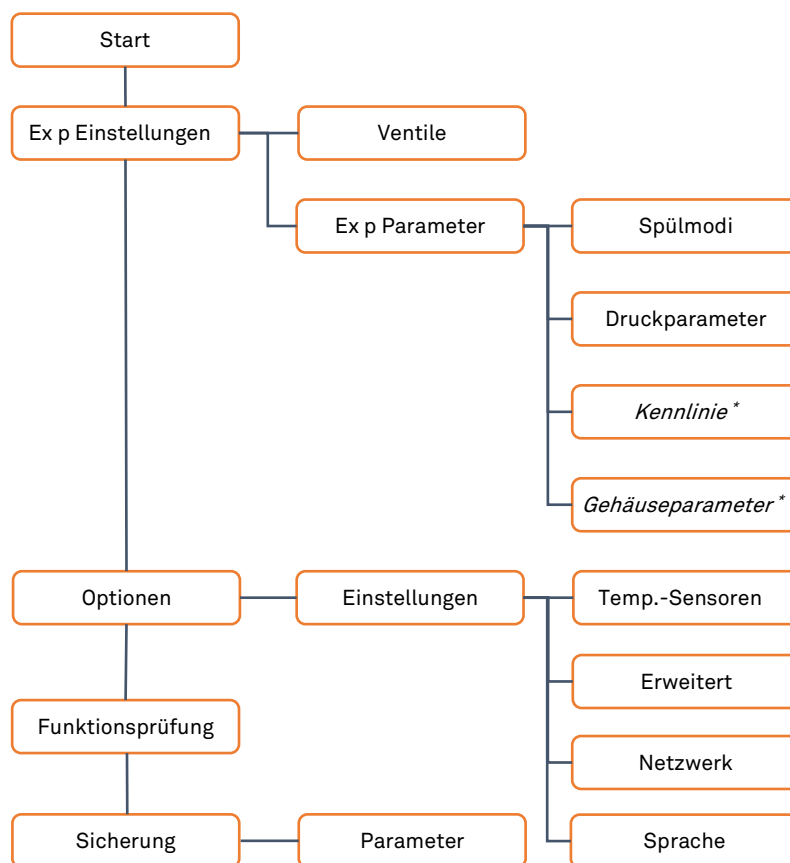 Start
Ex p Einstellungen
Ventile
Ex p Parameter
Spülmodi
Druckparameter
Kennlinie *
Gehäuseparameter *
Optionen
Einstellungen
Temp.-Sensoren
Erweitert
Funktionsprüfung
Netzwerk
Sicherung
Parameter
Sprache